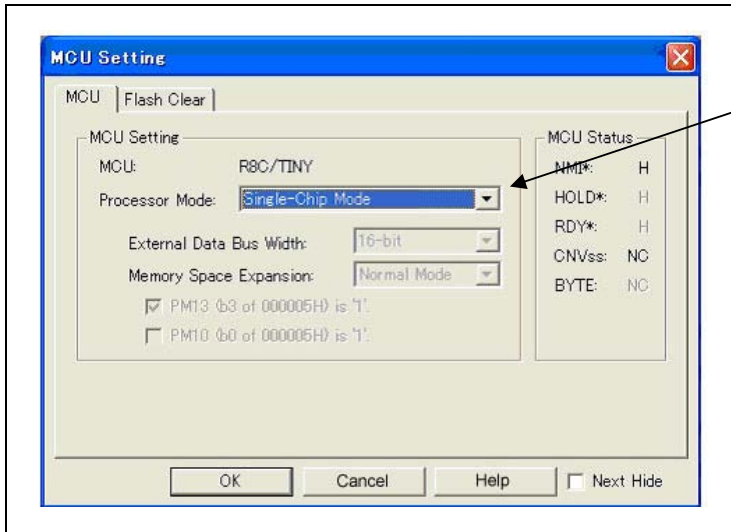 MCU Setting
MCU
Flash Clear
MCU Setting
MCU: R8C/TINY
Processor Mode: Single-Chip Mode
External Data Bus Width: 16-bit
Memory Space Expansion: Normal Mode
PM13 (b3 of 000005H) is '1'.
PM10 (b0 of 000005H) is '1'.
MCU Status
NMI*: H
HOLD*: H
RDY*: H
CNVss: NC
BYTE: NC
OK
Cancel
Help
Next Hide